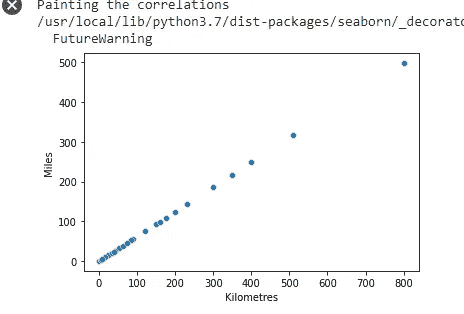 Painting the correlations
/usr/local/lib/python3.7/dist-packages/seaborn/_decorato
FutureWarning
500
400
300
200
100
0
Miles
0 100 200 300 400 500 600 700 800
Kilometres